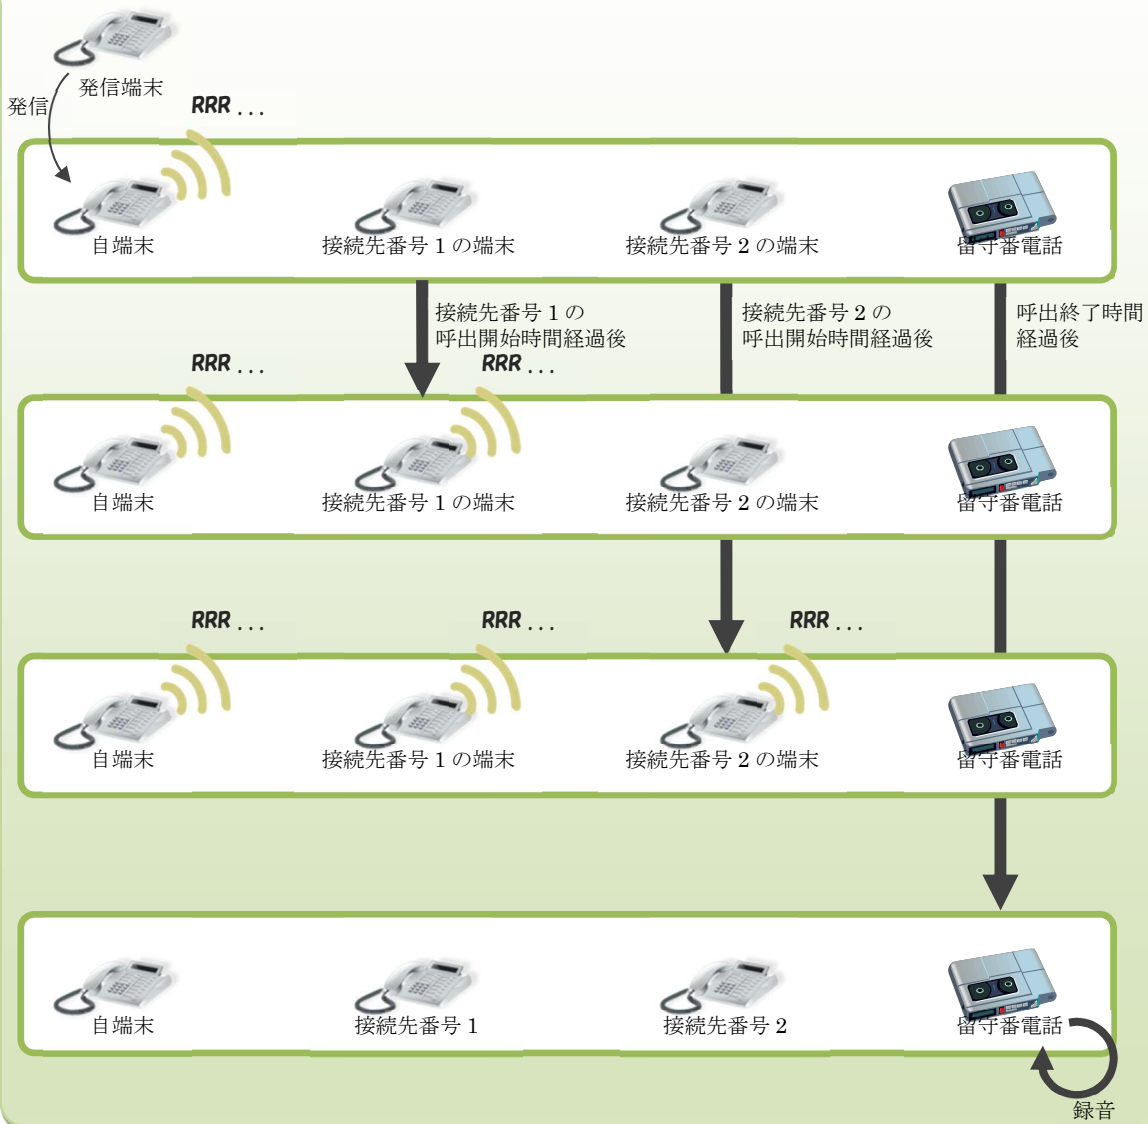 発信端末
発信
RRR ...
自端末
接続先番号 1 の端末
接続先番号 2 の端末
留守番電話
接続先番号 1 の
呼出開始時間経過後
接続先番号 2 の
呼出開始時間経過後
呼出終了時間
経過後
RRR ...
RRR ...
自端末
接続先番号 1 の端末
接続先番号 2 の端末
留守番電話
RRR ...
RRR ...
RRR ...
自端末
接続先番号 1 の端末
接続先番号 2 の端末
留守番電話
自端末
接続先番号 1
接続先番号 2
留守番電話
録音